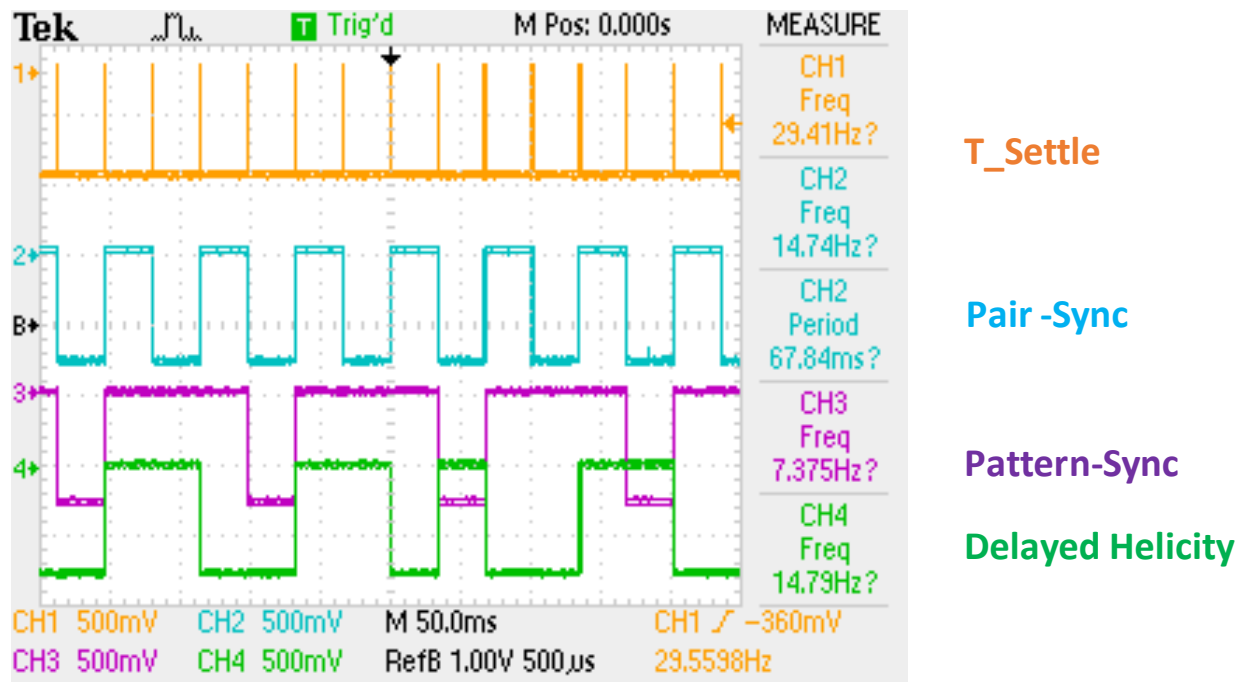 Tek T Trig'd M Pos: 0.000s MEASURE
1
CH1
Freq
29.41Hz?
T_Settle
CH2
Freq
14.74Hz?
2
CH2
Period
67.84ms?
Pair -Sync
B
3
CH3
Freq
7.375Hz?
Pattern-Sync
4
CH4
Freq
14.79Hz?
Delayed Helicity
CH1 500mV CH2 500mV M 50.0ms CH1 -360mV
CH3 500mV CH4 500mV RefB 1.00V 500µs 29.5598Hz